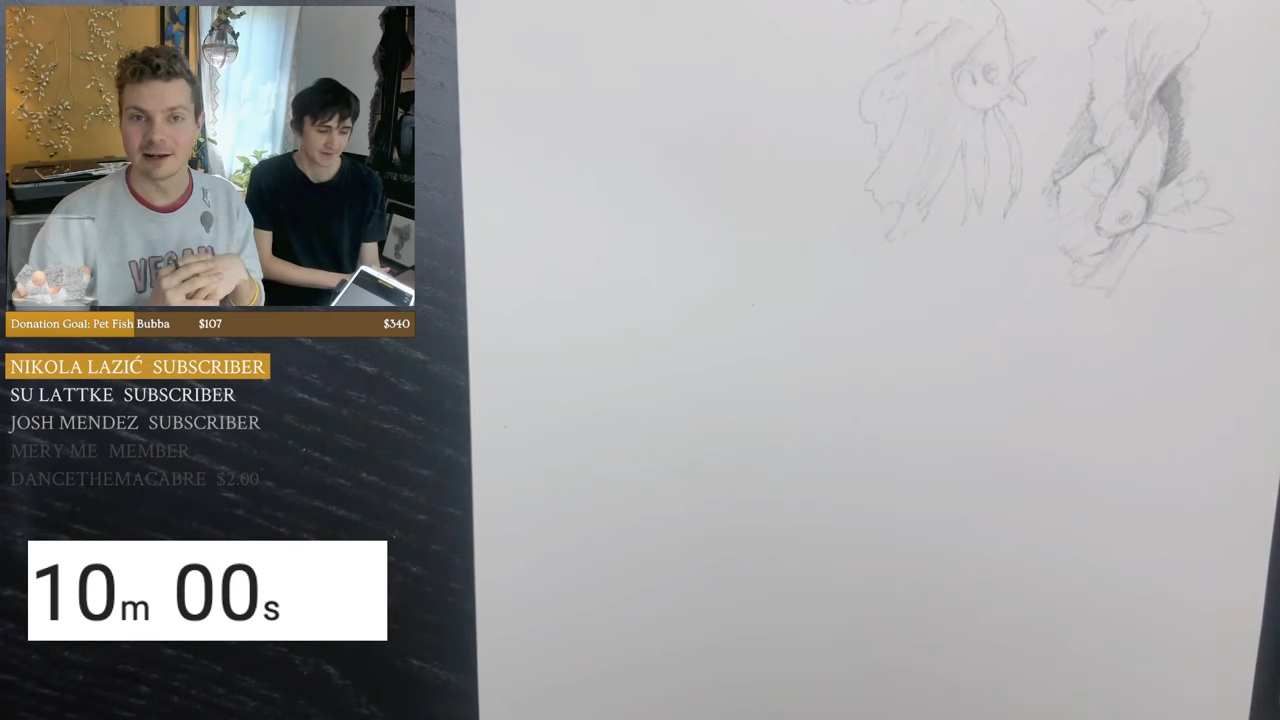 VEGAN
Donation Goal: Pet Fish Bubba $107 $340
NIKOLA LAZIĆ SUBSCRIBER
SU LATTKE SUBSCRIBER
JOSH MENDEZ SUBSCRIBER
MERY ME MEMBER
DANCETHEMACABRE $2.00
10m 00s